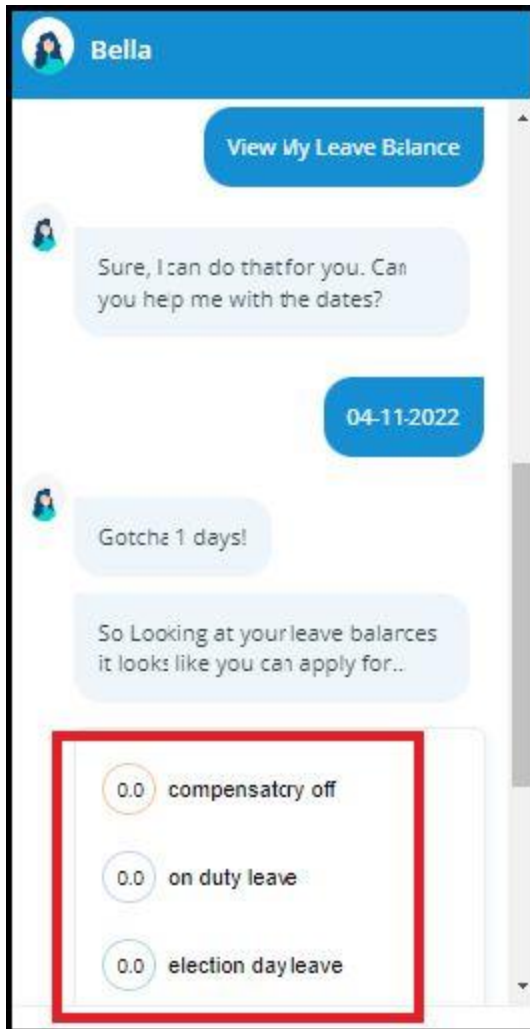 Bella
View My Leave Balance
Sure, I can do that for you. Can
you help me with the dates?
04-11-2022
Gotcha 1 days!
So Looking at your leave balances
it looks like you can apply for..
0.0 compensatory off
0.0 on duty leave
0.0 election day leave